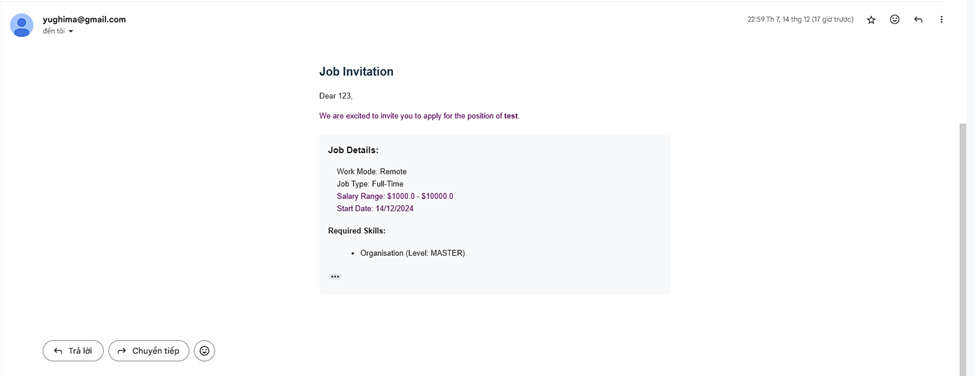 yughima@gmail.com
22:59 Th 7, 14 thg 12 (17 giờ trước)
đến tôi
Job Invitation
Dear 123,
We are excited to invite you to apply for the position of test.
Job Details:
Work Mode: Remote
Job Type: Full-Time
Salary Range: $1000.0 - $10000.0
Start Date: 14/12/2024
Required Skills:
• Organisation (Level: MASTER)
Trả lời
Chuyển tiếp